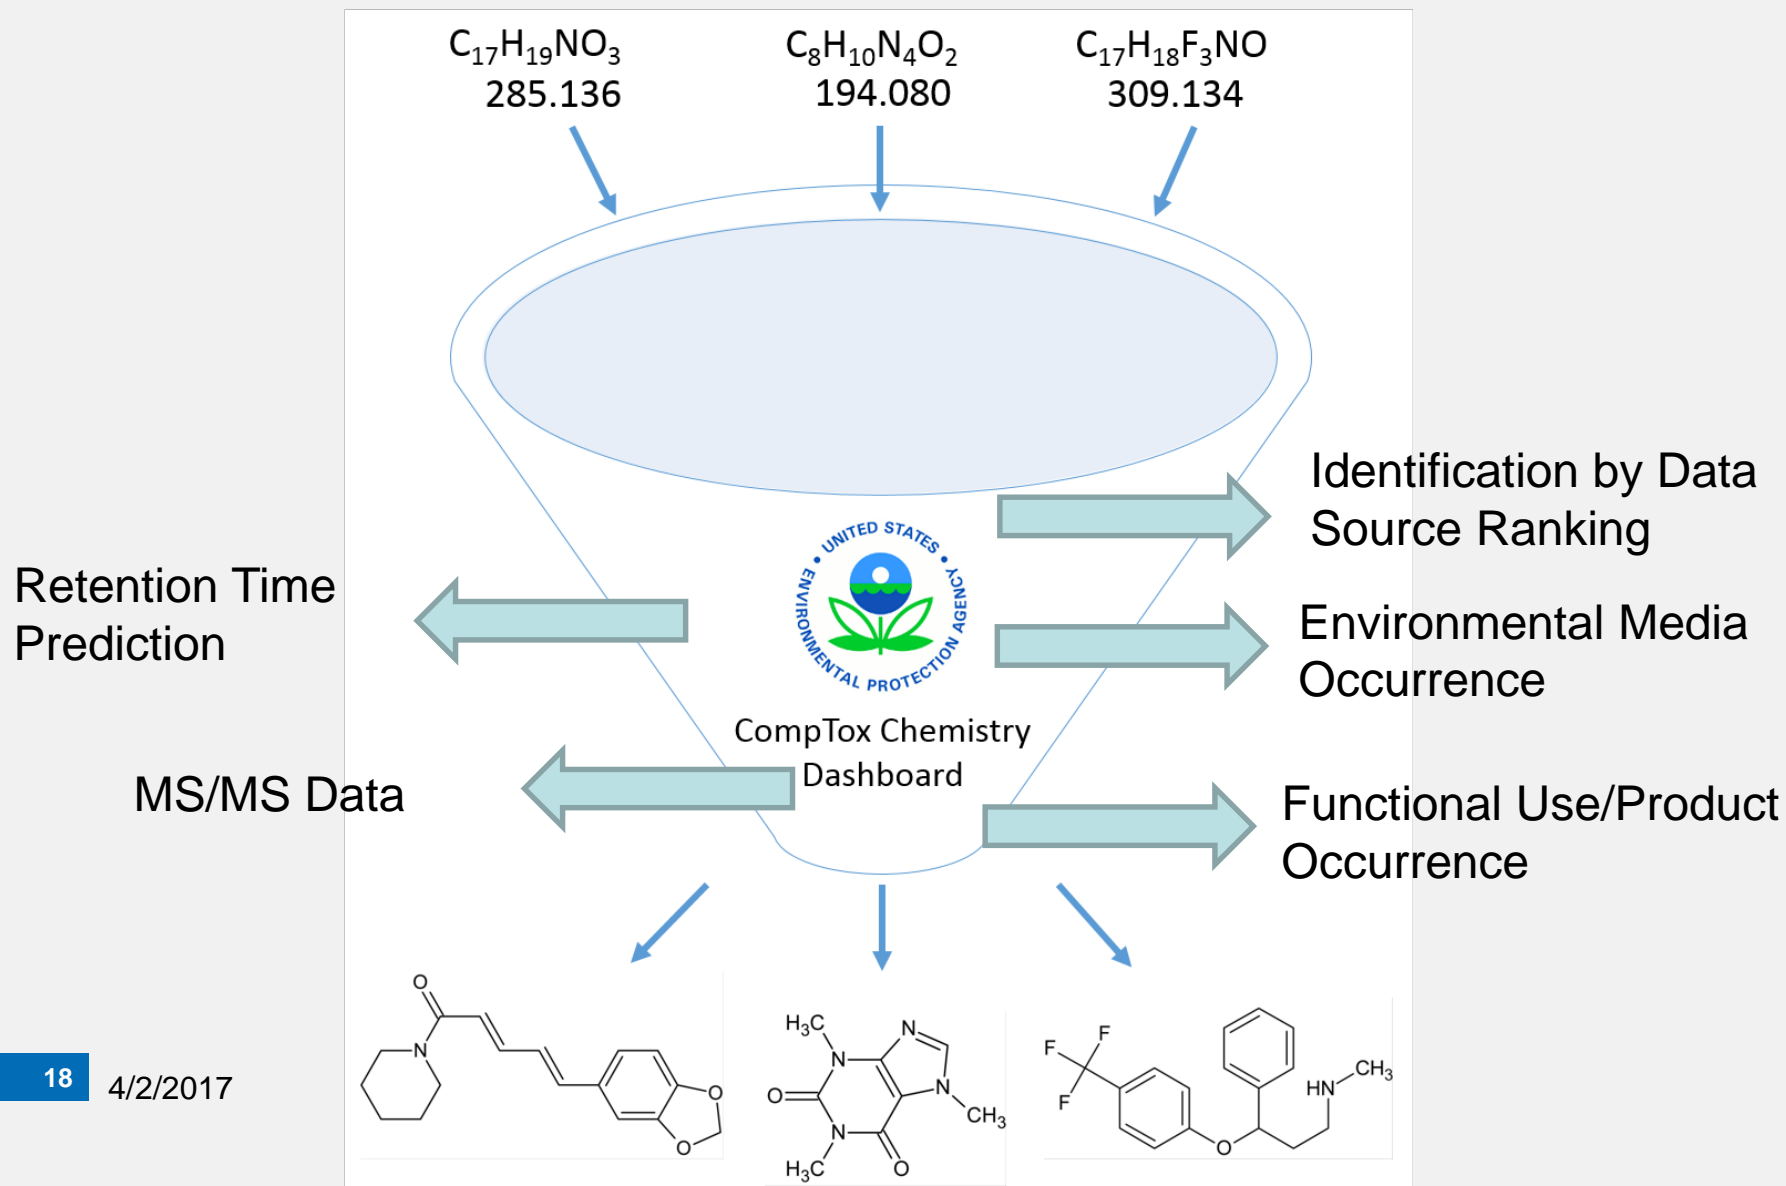 C₁₇H₁₉NO₃
285.136
C₈H₁₀N₄O₂
194.080
C₁₇H₁₈F₃NO
309.134
Identification by Data
Source Ranking
Retention Time
Prediction
UNITED STATES • ENVIRONMENTAL PROTECTION AGENCY •
Environmental Media
Occurrence
CompTox Chemistry
Dashboard
MS/MS Data
Functional Use/Product
Occurrence
O
N
O
O
H₃C
N
N
O
N
N
CH₃
H₃C
O
F
F
F
O
HN
CH₃
18
4/2/2017